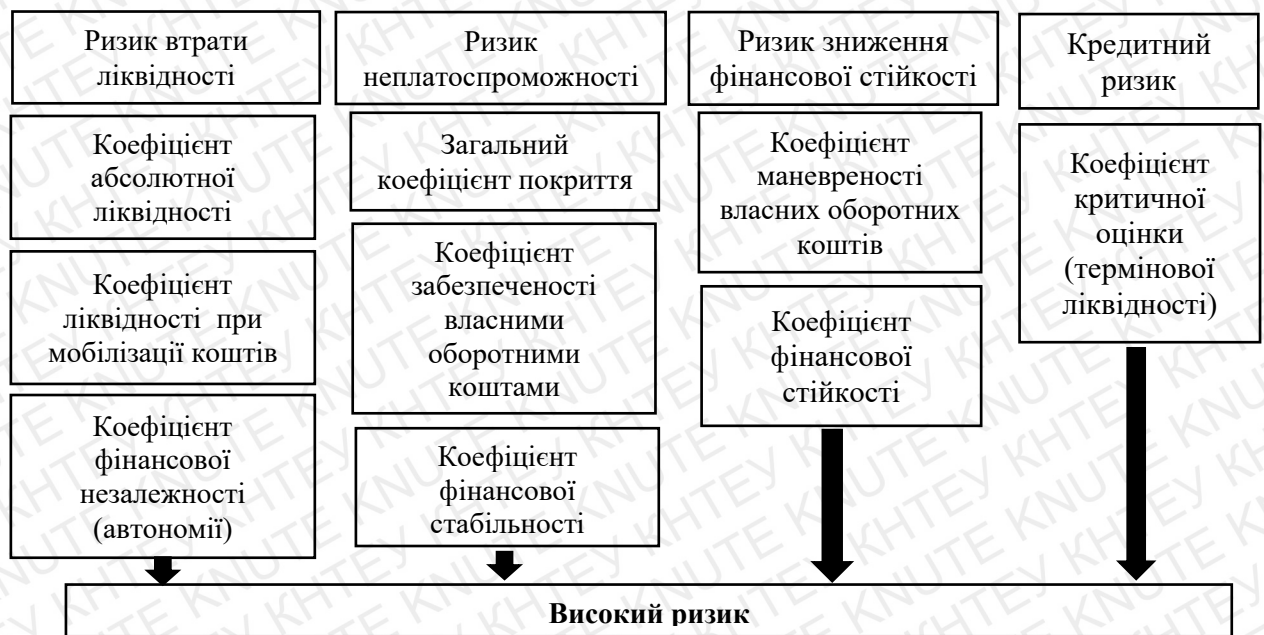 Ризик втрати
ліквідності
Коефіцієнт
абсолютної
ліквідності
Коефіцієнт
ліквідності при
мобілізації коштів
Коефіцієнт
фінансової
незалежності
(автономії)
Ризик
неплатоспроможності
Загальний
коефіцієнт покриття
Коефіцієнт
забезпеченості
власними
оборотними
коштами
Коефіцієнт
фінансової
стабільності
Ризик зниження
фінансової стійкості
Коефіцієнт
маневреності
власних оборотних
коштів
Коефіцієнт
фінансової
стійкості
Кредитний
ризик
Коефіцієнт
критичної
оцінки
(термінової
ліквідності)
Високий ризик